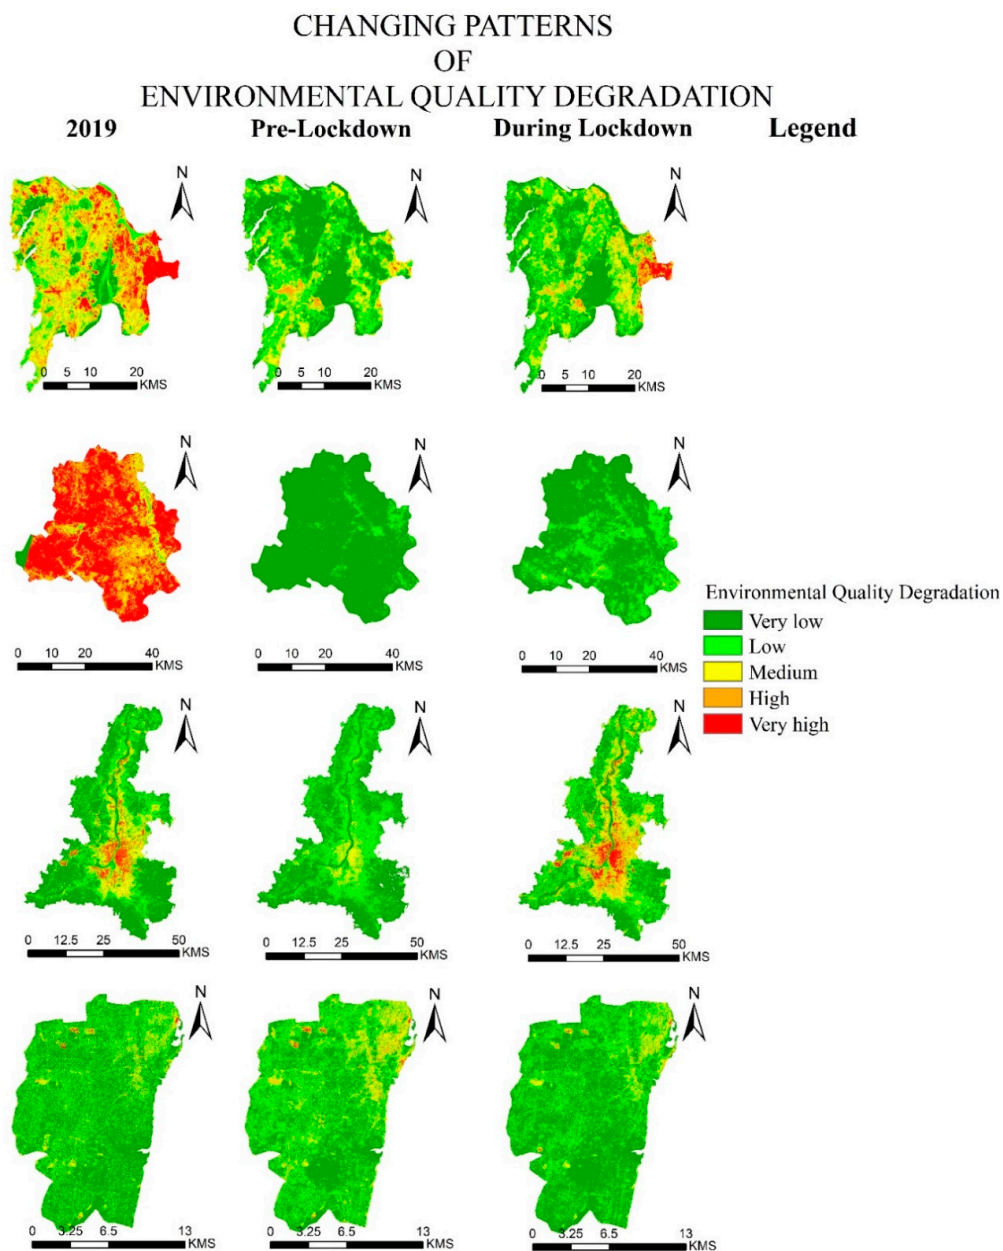 CHANGING PATTERNS
OF
ENVIRONMENTAL QUALITY DEGRADATION
2019 Pre-Lockdown During Lockdown Legend
N N N
0 5 10 20 KMS 0 5 10 20 KMS 0 5 10 20 KMS
N N N
0 10 20 40 KMS 0 10 20 40 KMS 0 10 20 40 KMS
Environmental Quality Degradation
Very low
Low
Medium
High
Very high
N N N
0 12.5 25 50 KMS 0 12.5 25 50 KMS 0 12.5 25 50 KMS
N N N
0 3.25 6.5 13 KMS 0 3.25 6.5 13 KMS 0 3.25 6.5 13 KMS